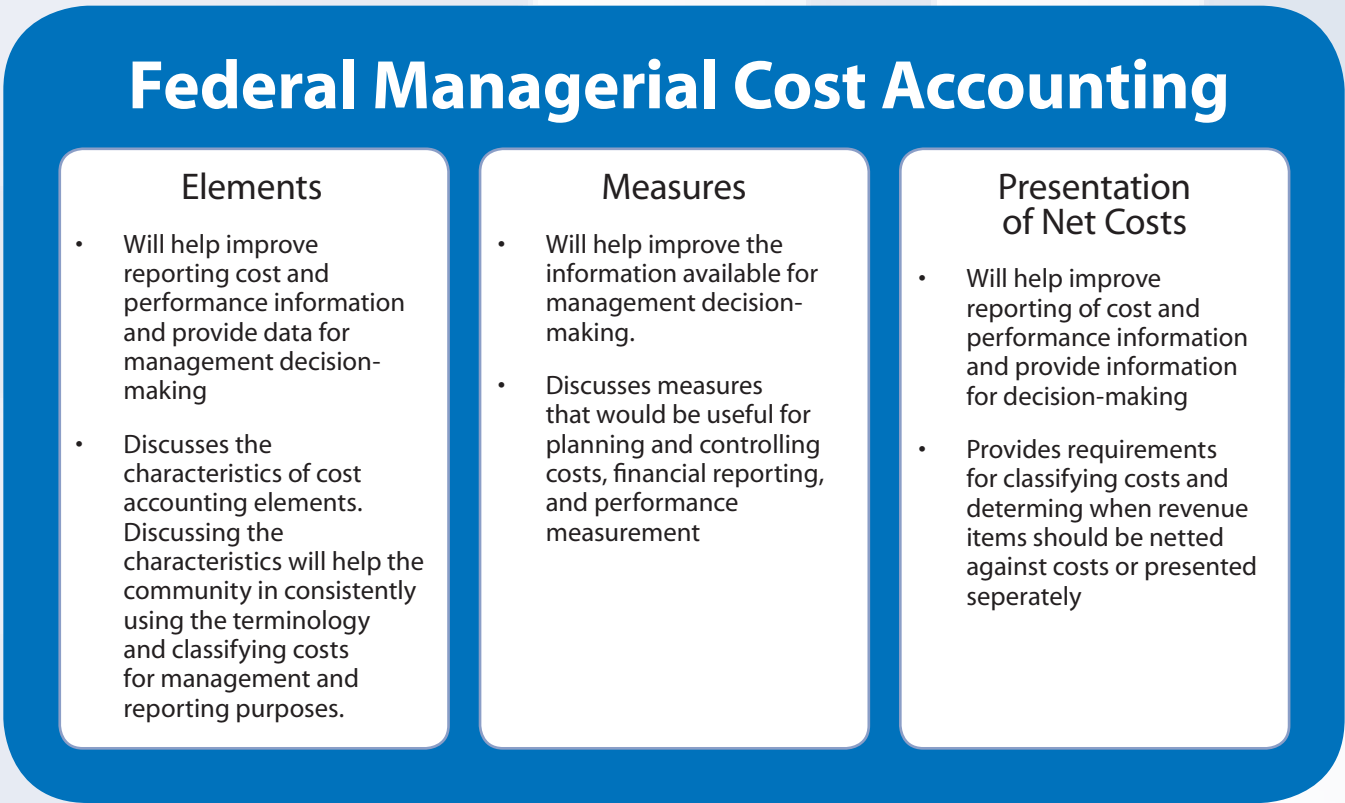 Federal Managerial Cost Accounting
Elements
• Will help improve
reporting cost and
performance information
and provide data for
management decision-
making
• Discusses the
characteristics of cost
accounting elements.
Discussing the
characteristics will help the
community in consistently
using the terminology
and classifying costs
for management and
reporting purposes.
Measures
• Will help improve the
information available for
management decision-
making.
• Discusses measures
that would be useful for
planning and controlling
costs, financial reporting,
and performance
measurement
Presentation
of Net Costs
• Will help improve
reporting of cost and
performance information
and provide information
for decision-making
• Provides requirements
for classifying costs and
determing when revenue
items should be netted
against costs or presented
seperately